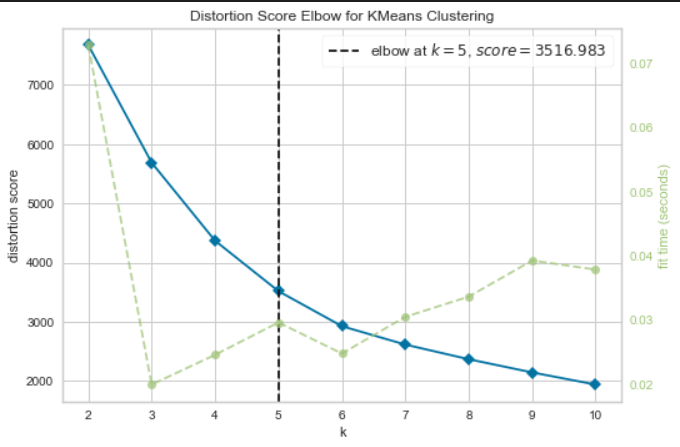 Distortion Score Elbow for KMeans Clustering
elbow at k = 5, score = 3516.983
7000
6000
5000
4000
3000
2000
distortion score
0.07
0.06
0.05
0.04
0.03
0.02
fit time (seconds)
2 3 4 5 6 7 8 9 10
k